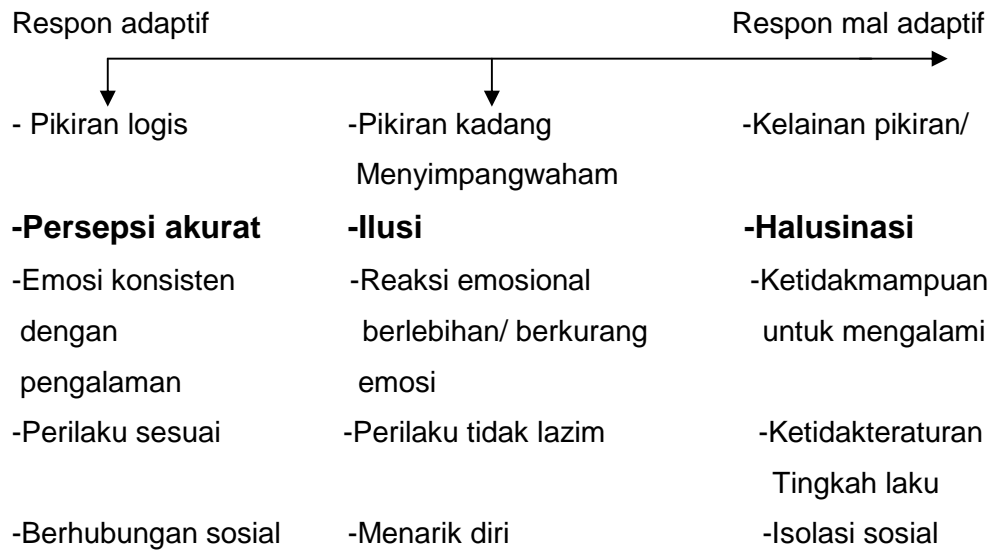 Respon adaptif Respon mal adaptif
- Pikiran logis -Pikiran kadang -Kelainan pikiran/
Menyimpangwaham
-Persepsi akurat -Ilusi -Halusinasi
-Emosi konsisten -Reaksi emosional -Ketidakmampuan
dengan berlebihan/ berkurang untuk mengalami
pengalaman emosi
-Perilaku sesuai -Perilaku tidak lazim -Ketidakteraturan
Tingkah laku
-Berhubungan sosial -Menarik diri -Isolasi sosial